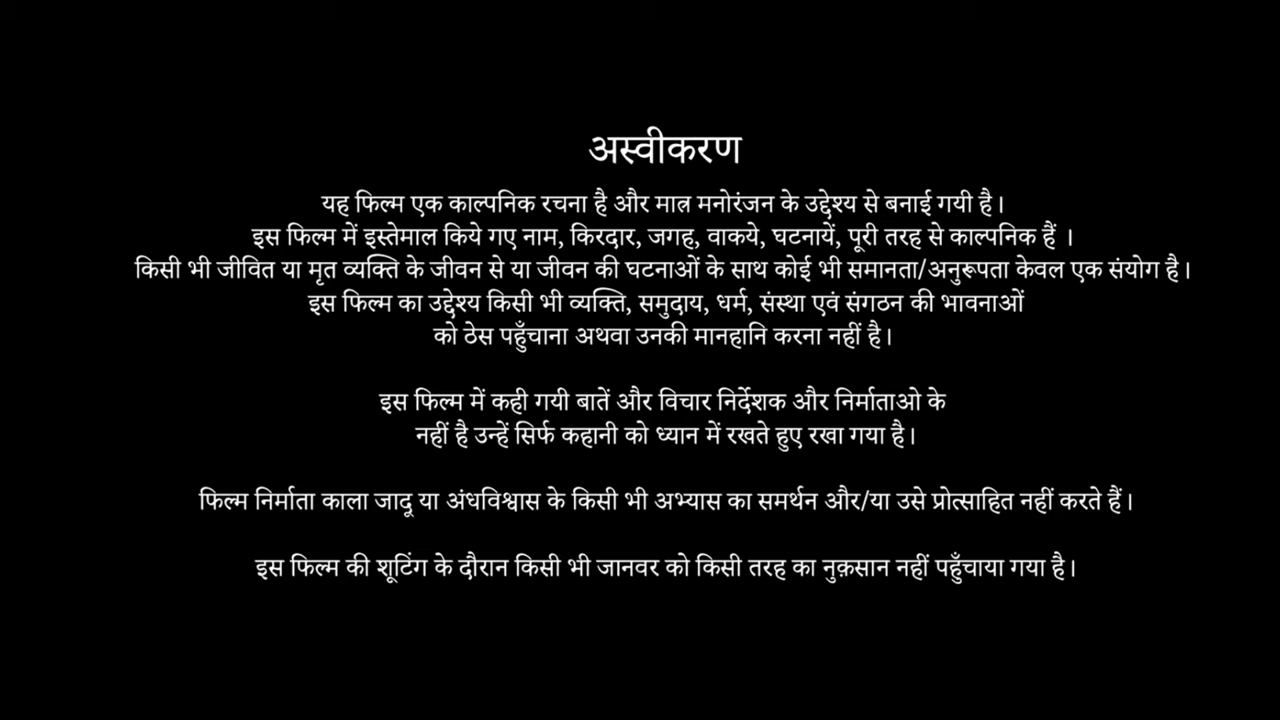 अस्वीकरण
यह फिल्म एक काल्पनिक रचना है और मात्र मनोरंजन के उद्देश्य से बनाई गयी है।
इस फिल्म में इस्तेमाल किये गए नाम, किरदार, जगह, वाकये, घटनायें, पूरी तरह से काल्पनिक हैं ।
किसी भी जीवित या मृत व्यक्ति के जीवन से या जीवन की घटनाओं के साथ कोई भी समानता/अनुरूपता केवल एक संयोग है।
इस फिल्म का उद्देश्य किसी भी व्यक्ति, समुदाय, धर्म, संस्था एवं संगठन की भावनाओं
को ठेस पहुँचाना अथवा उनकी मानहानि करना नहीं है।
इस फिल्म में कही गयी बातें और विचार निर्देशक और निर्माताओ के
नहीं है उन्हें सिर्फ कहानी को ध्यान में रखते हुए रखा गया है।
फिल्म निर्माता काला जादू या अंधविश्वास के किसी भी अभ्यास का समर्थन और/या उसे प्रोत्साहित नहीं करते हैं।
इस फिल्म की शूटिंग के दौरान किसी भी जानवर को किसी तरह का नुक़सान नहीं पहुँचाया गया है।